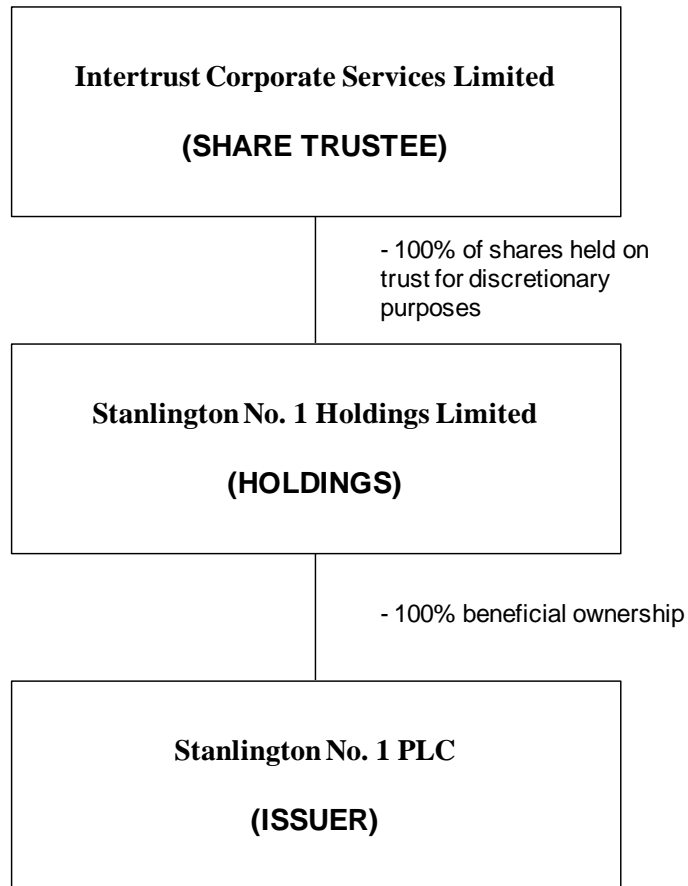 Intertrust Corporate Services Limited
(SHARE TRUSTEE)
- 100% of shares held on
trust for discretionary
purposes
Stanlington No. 1 Holdings Limited
(HOLDINGS)
- 100% beneficial ownership
Stanlington No. 1 PLC
(ISSUER)